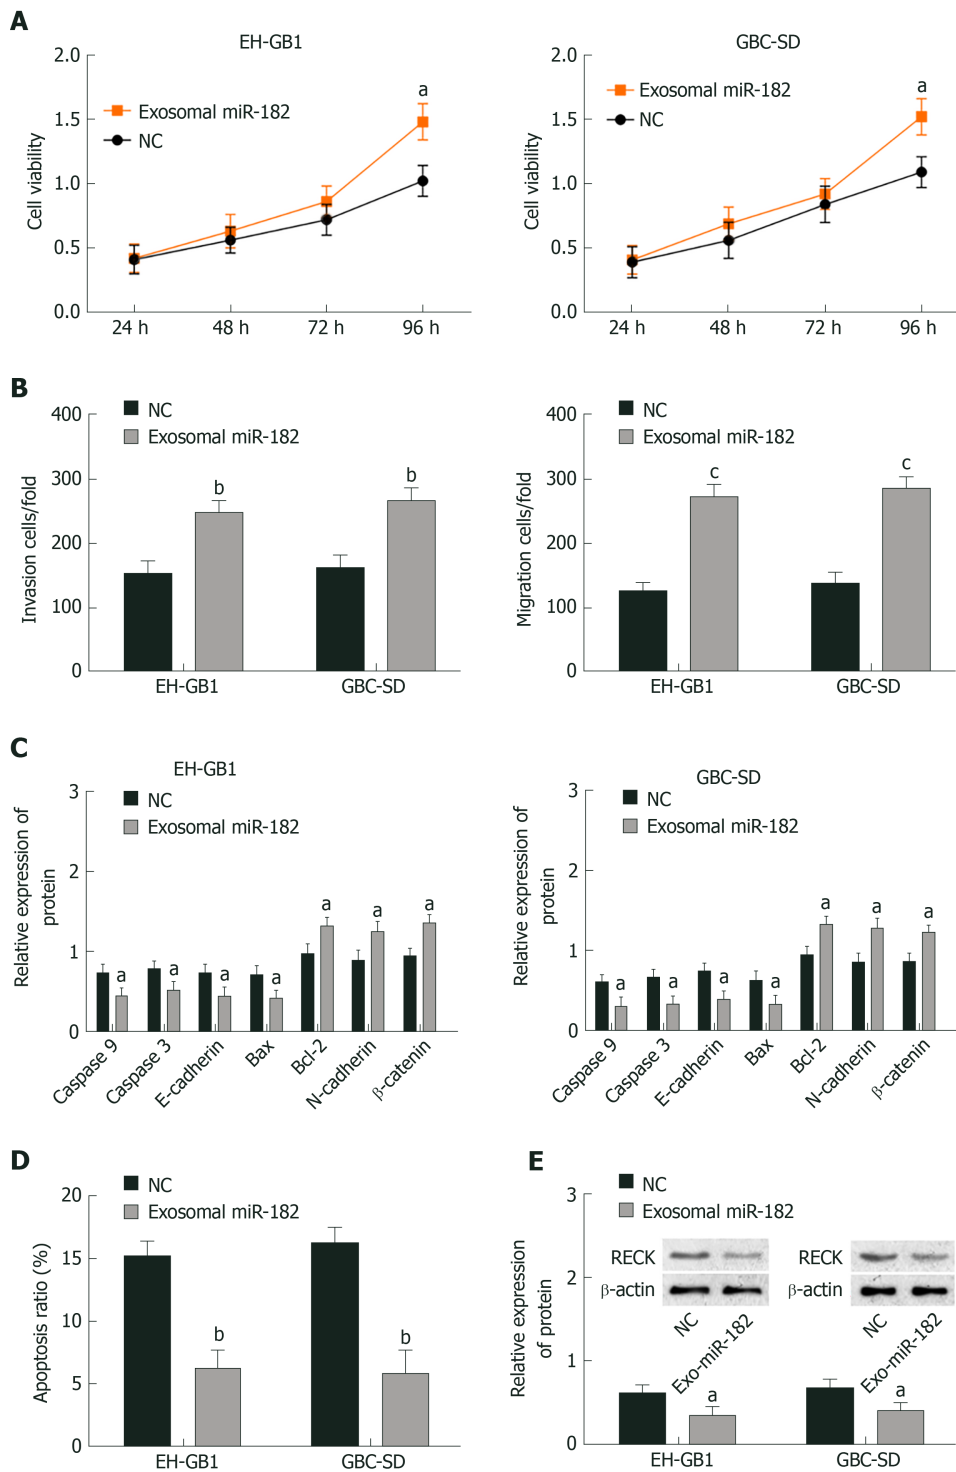 A
EH-GB1
GBC-SD
2.0
1.5
1.0
0.5
0.0
Cell viability
Exosomal miR-182
NC
a
24 h 48 h 72 h 96 h
2.0
1.5
1.0
0.5
0.0
Cell viability
Exosomal miR-182
NC
a
24 h 48 h 72 h 96 h
B
400
300
200
100
0
Invasion cells/fold
NC
Exosomal miR-182
b b
EH-GB1 GBC-SD
400
300
200
100
0
Migration cells/fold
NC
Exosomal miR-182
c c
EH-GB1 GBC-SD
C
EH-GB1
3
2
1
0
Relative expression of
protein
NC
Exosomal miR-182
a a a a a a a
Caspase 9 Caspase 3 E-cadherin Bax Bcl-2 N-cadherin β-catenin
GBC-SD
3
2
1
0
Relative expression of
protein
NC
Exosomal miR-182
a a a a a a a
Caspase 9 Caspase 3 E-cadherin Bax Bcl-2 N-cadherin β-catenin
D
20
15
10
5
0
Apoptosis ratio (%)
NC
Exosomal miR-182
b b
EH-GB1 GBC-SD
E
3
2
1
0
Relative expression
of protein
NC
Exosomal miR-182
RECK
β-actin
NC
Exo-miR-182
RECK
β-actin
NC
Exo-miR-182
a a
EH-GB1 GBC-SD